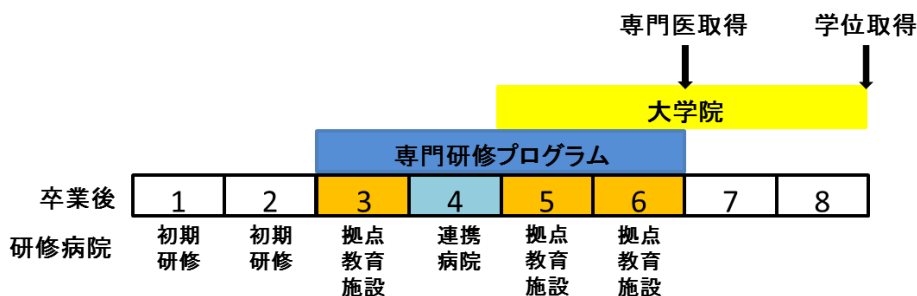 専門医取得 学位取得
大学院
専門研修プログラム
卒業後 1 2 3 4 5 6 7 8
研修病院 初期 初期 拠点 連携 拠点 拠点
研修 研修 教育 病院 教育 教育
施設 施設 施設